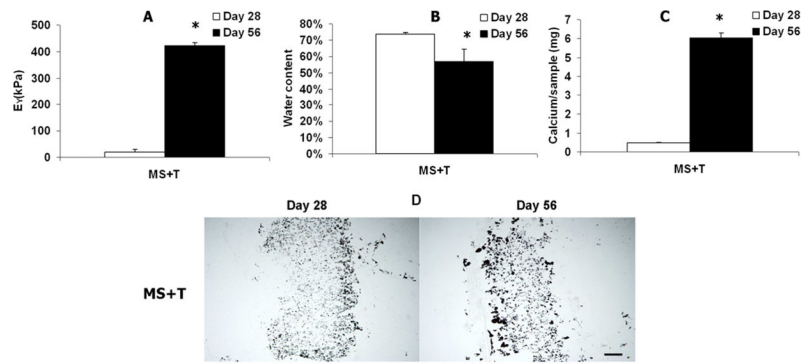 A
* □ Day 28
■ Day 56
500
400
300
200
100
0
EY(kPa)
MS+T
B
□ Day 28
* ■ Day 56
80%
70%
60%
50%
40%
30%
20%
10%
0%
Water content
MS+T
C
□ Day 28
* ■ Day 56
7
6
5
4
3
2
1
0
Calcium/sample (mg)
MS+T
D
Day 28
Day 56
MS+T